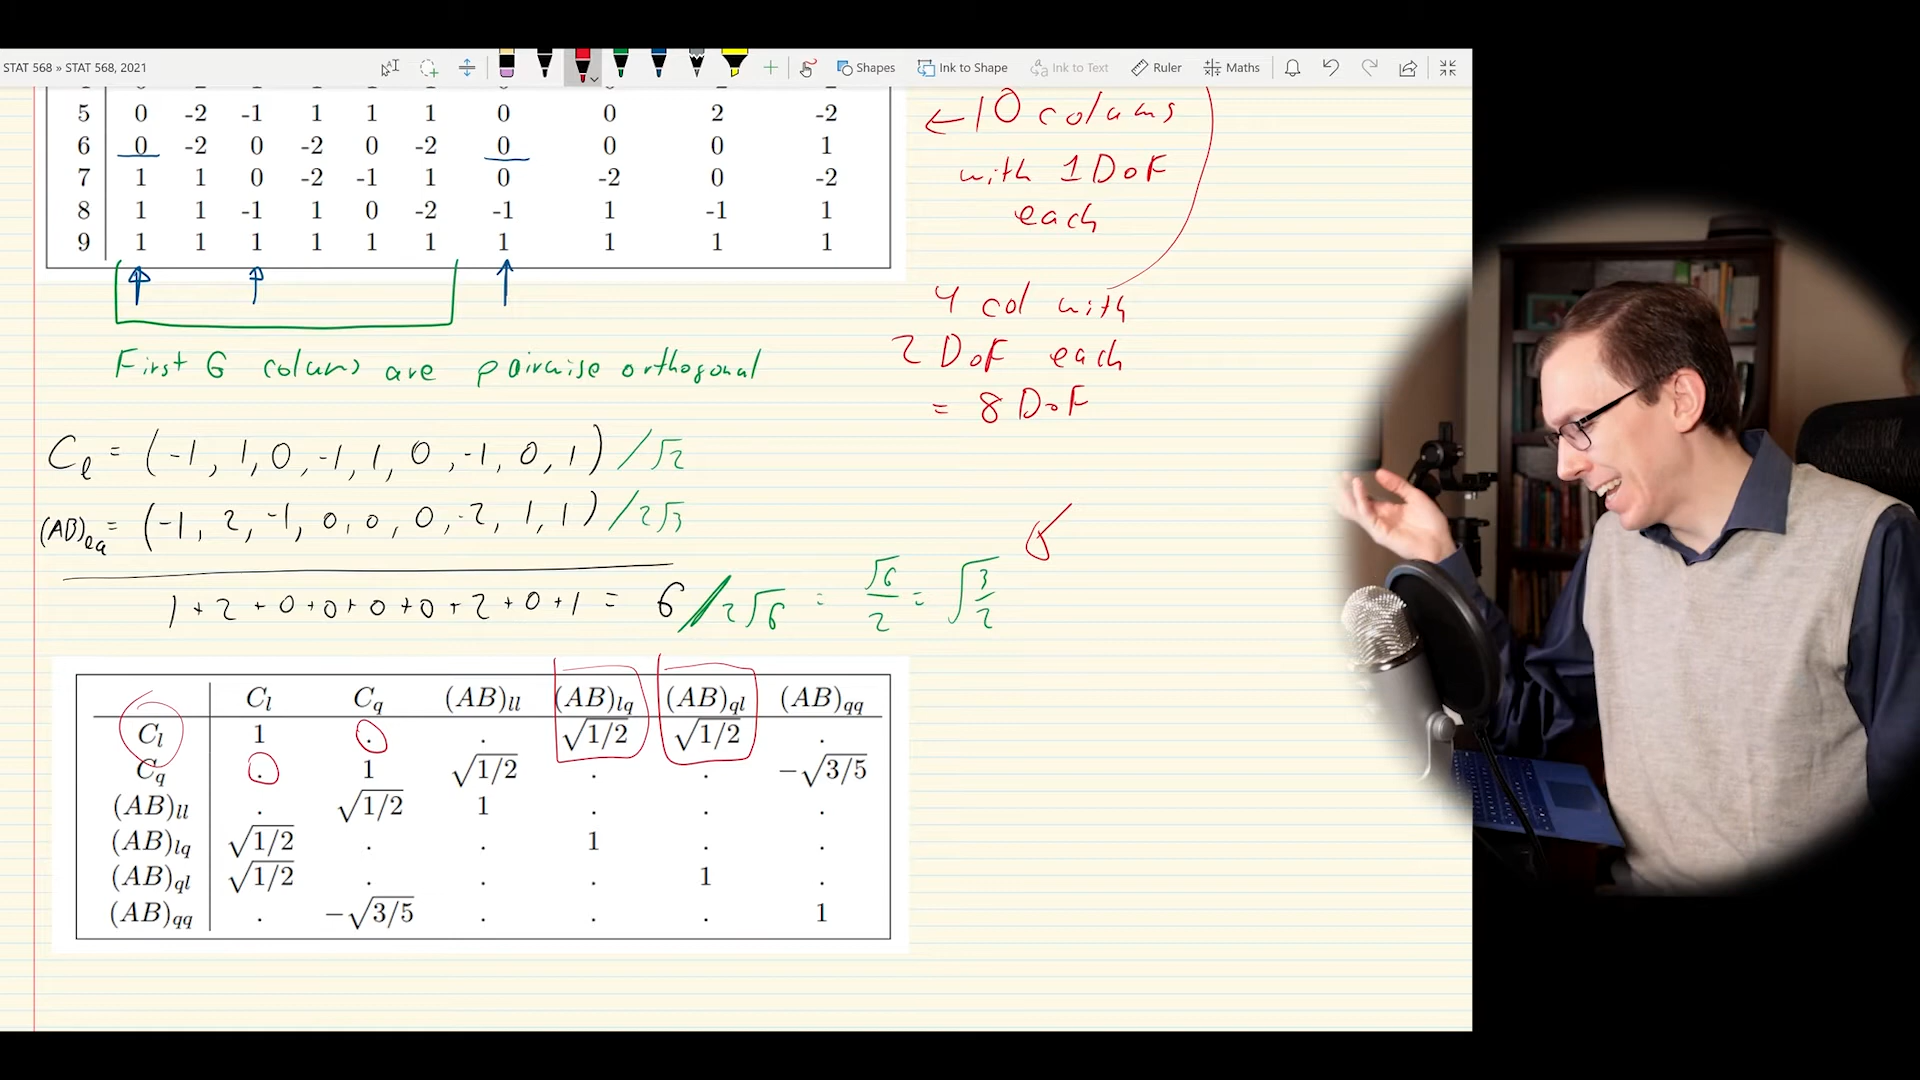 STAT 568 » STAT 568, 2021
Shapes
Ink to Shape
Ink to Text
Ruler
Maths
5 0 -2 -1 1 1 1 0 0 2 -2
6 0 -2 0 -2 0 -2 0 0 0 1
7 1 1 0 -2 -1 1 0 -2 0 -2
8 1 1 -1 1 0 -2 -1 1 -1 1
9 1 1 1 1 1 1 1 1 1 1
← 10 colums
with 1 DoF
each
4 col with
2 DoF each
= 8 DoF
First 6 colums are pairwise orthogonal
C_l = (-1, 1, 0, -1, 1, 0, -1, 0, 1) / √2
(AB)_eq = (-1, 2, -1, 0, 0, 0, -2, 1, 1) / 2√3
1 + 2 + 0 + 0 + 0 + 0 + 2 + 0 + 1 = 6 / 2√6 = √6/2 = √3/2
C_l C_q (AB)_ll (AB)_lq (AB)_ql (AB)_qq
C_l 1 . . √1/2 √1/2 .
C_q . 1 √1/2 . . -√3/5
(AB)_ll . √1/2 1 . . .
(AB)_lq √1/2 . . 1 . .
(AB)_ql √1/2 . . . 1 .
(AB)_qq . -√3/5 . . . 1